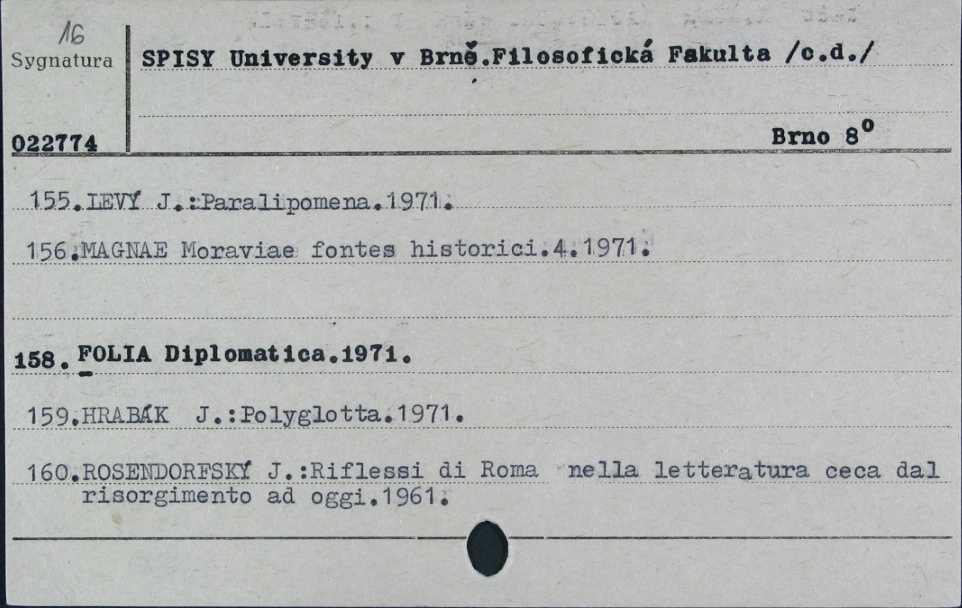 16
Sygnatura
SPISY University v Brně.Filosofická Fakulta /c.d./
022774
Brno 8º
155.LEVÝ J.:Paralipomena.1971.
156.MAGNAE Moraviae fontes historici.4.1971.
158. FOLIA Diplomatica.1971.
159.HRABÁK J.:Polyglotta.1971.
160.ROSENDORFSKÝ J.:Riflessi di Roma nella letteratura ceca dal
risorgimento ad oggi.1961.